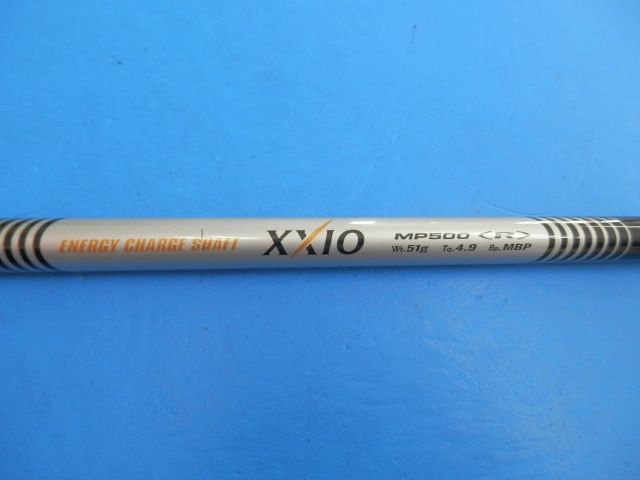 ENERGY CHARGE SHAFT XXIO MP500 <R>
Wt.51g Tq.4.9 Bp.MBP